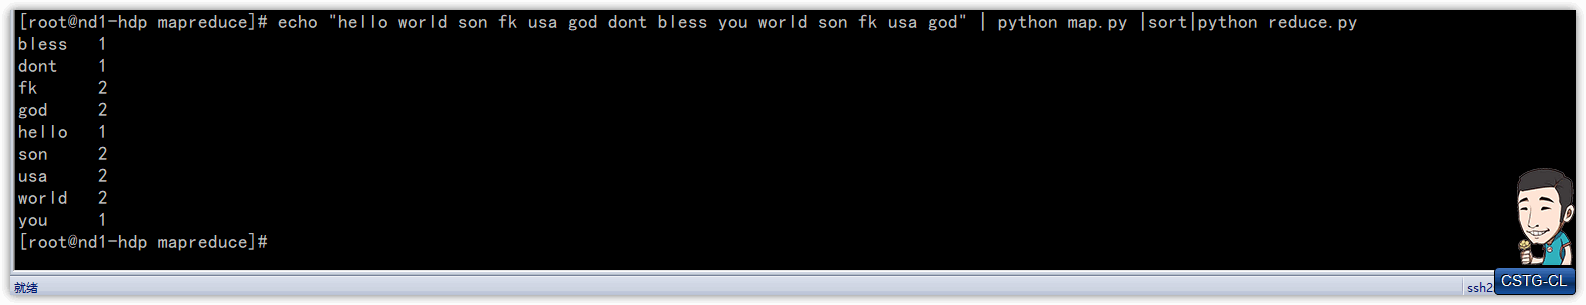 [root@nd1-hdp mapreduce]# echo "hello world son fk usa god dont bless you world son fk usa god" | python map.py |sort|python reduce.py
bless   1
dont    1
fk      2
god     2
hello   1
son     2
usa     2
world   2
you     1
[root@nd1-hdp mapreduce]#
就绪
ssh2
CSTG-CL